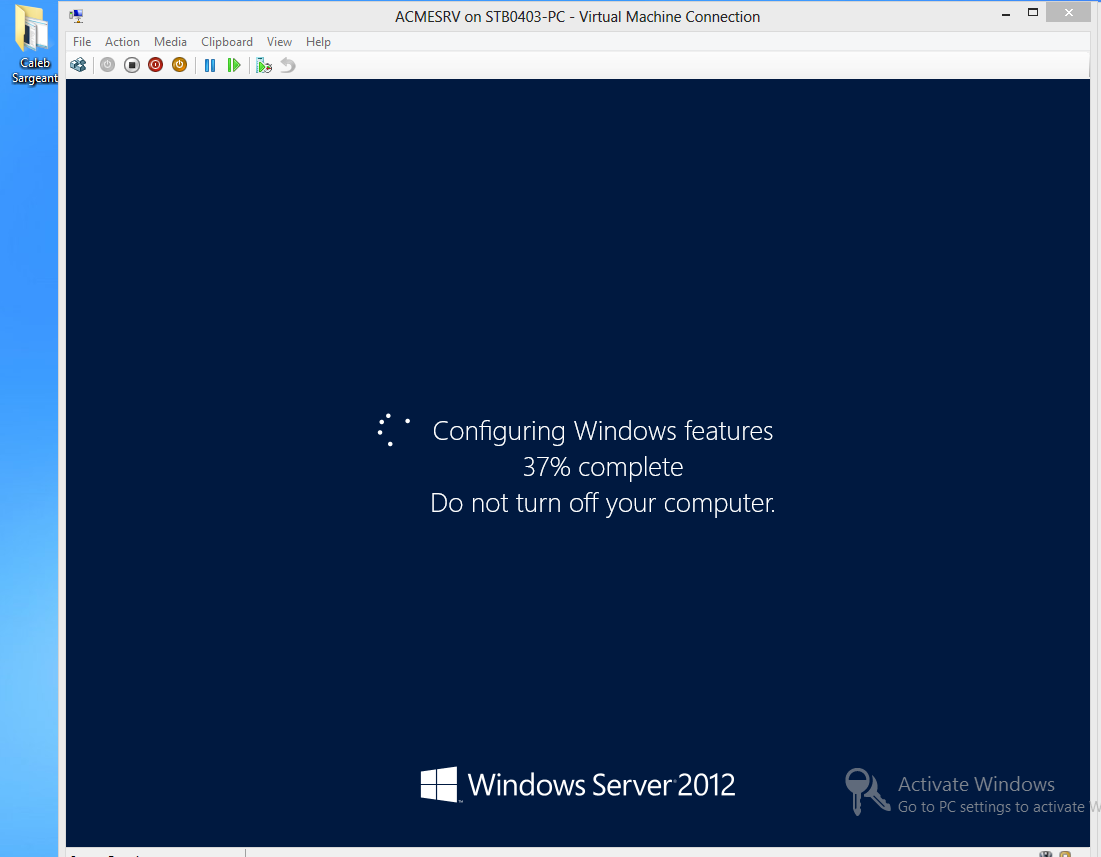 Caleb
Sargeant
ACMESRV on STB0403-PC - Virtual Machine Connection
File Action Media Clipboard View Help
Configuring Windows features
37% complete
Do not turn off your computer.
Windows Server 2012
Activate Windows
Go to PC settings to activate W